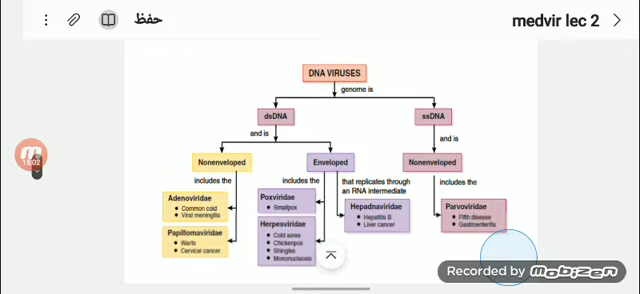 حفظ
medvir lec 2
DNA VIRUSES
genome is
dsDNA
ssDNA
and is
and is
Nonenveloped
Enveloped
Nonenveloped
includes the
includes the
that replicates through
an RNA intermediate
includes the
Adenoviridae
• Common cold
• Viral meningitis
Papillomaviridae
• Warts
• Cervical cancer
Poxviridae
• Smallpox
Herpesviridae
• Cold sores
• Chickenpox
• Shingles
• Mononucleosis
Hepadnaviridae
• Hepatitis B
• Liver cancer
Parvoviridae
• Fifth disease
• Gastroenteritis
15:02
Recorded by mobizen